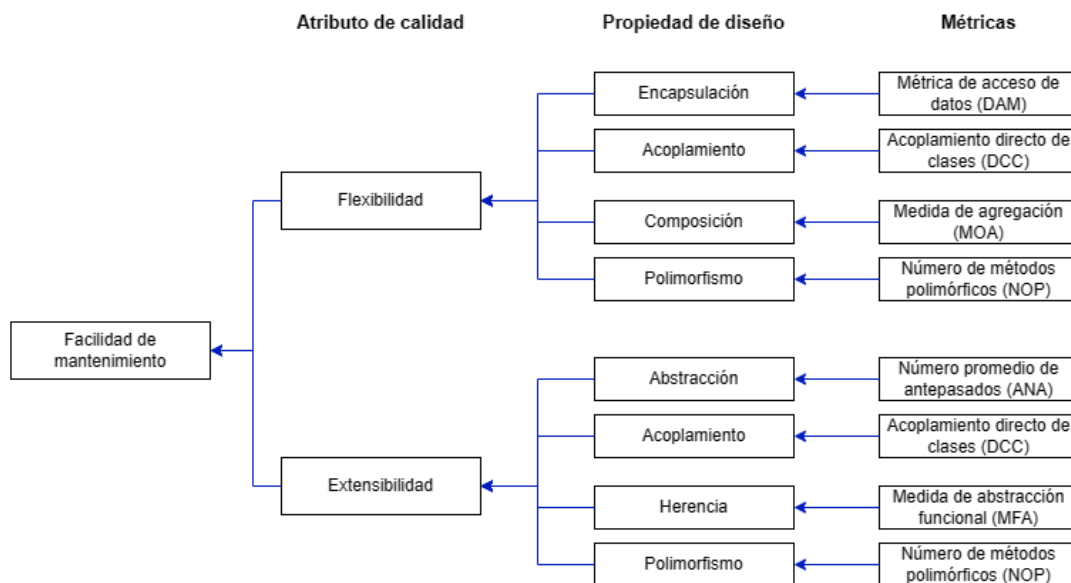 Atributo de calidad
Propiedad de diseño
Métricas
Encapsulación
Métrica de acceso de
datos (DAM)
Acoplamiento
Acoplamiento directo de
clases (DCC)
Flexibilidad
Composición
Medida de agregación
(MOA)
Polimorfismo
Número de métodos
polimórficos (NOP)
Facilidad de
mantenimiento
Abstracción
Número promedio de
antepasados (ANA)
Acoplamiento
Acoplamiento directo de
clases (DCC)
Extensibilidad
Herencia
Medida de abstracción
funcional (MFA)
Polimorfismo
Número de métodos
polimórficos (NOP)